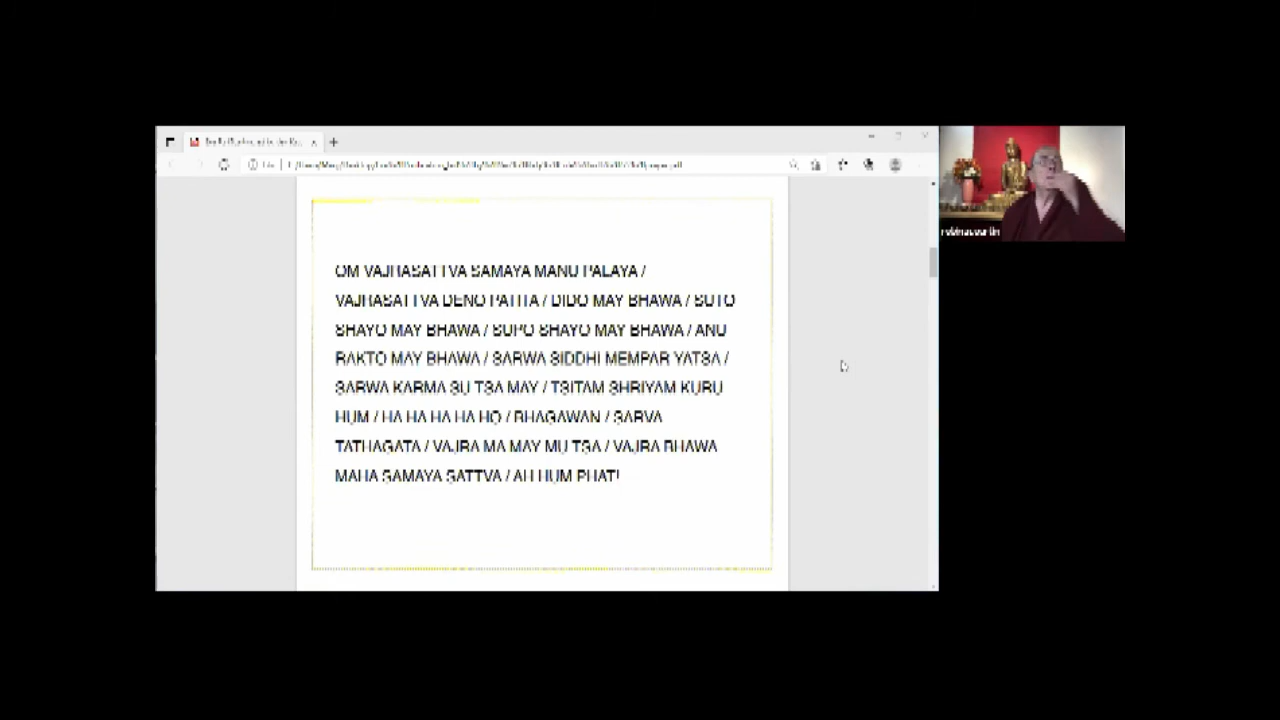 OM VAJRASATTVA SAMAYA MANU PALAYA /
VAJRASATTVA DENO PATITA / DIDO MAY BHAWA / SUTO
SHAYO MAY BHAWA / SUPO SHAYO MAY BHAWA / ANU
RAKTO MAY BHAWA / SARWA SIDDHI MEMPAR YATSA /
SARWA KARMA SU TSA MAY / TSITAM SHRIYAM KURU
HUM / HA HA HA HA HO / BHAGAWAN / SARVA
TATHAGATA / VAJRA MA MAY MU TSA / VAJRA BHAWA
MAHA SAMAYA SATTVA / AH HUM PHAT!
robinacourtin